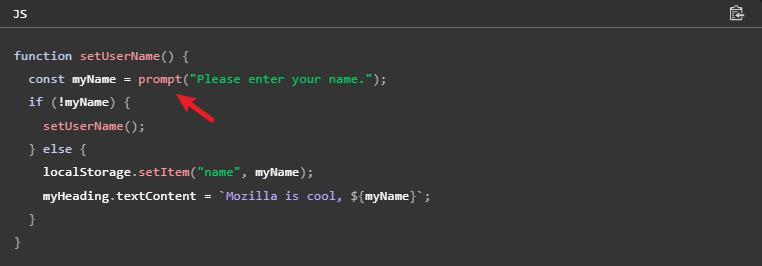 JS
function setUserName() {
  const myName = prompt("Please enter your name.");
  if (!myName) {
    setUserName();
  } else {
    localStorage.setItem("name", myName);
    myHeading.textContent = `Mozilla is cool, ${myName}`;
  }
}